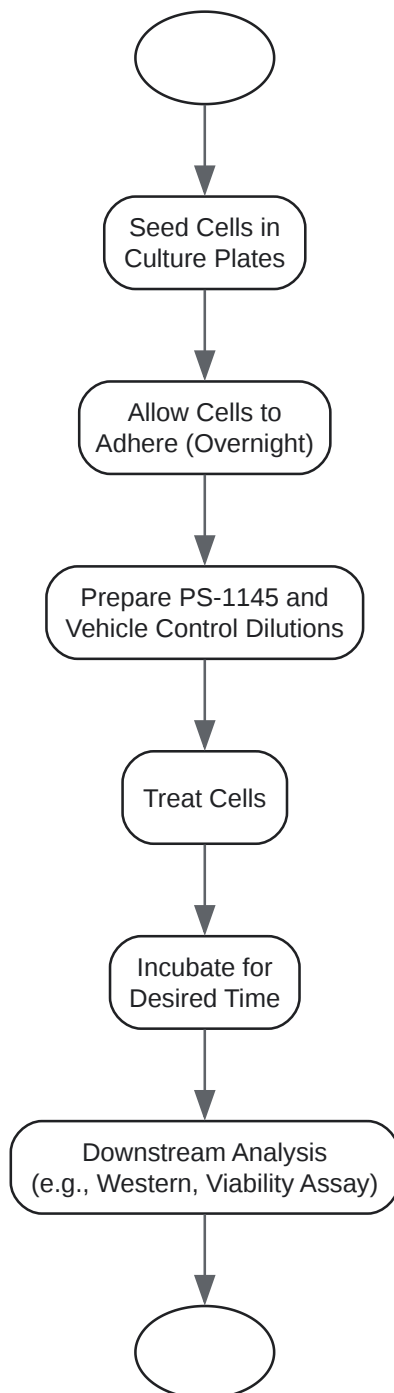 Seed Cells in
Culture Plates
Allow Cells to
Adhere (Overnight)
Prepare PS-1145 and
Vehicle Control Dilutions
Treat Cells
Incubate for
Desired Time
Downstream Analysis
(e.g., Western, Viability Assay)